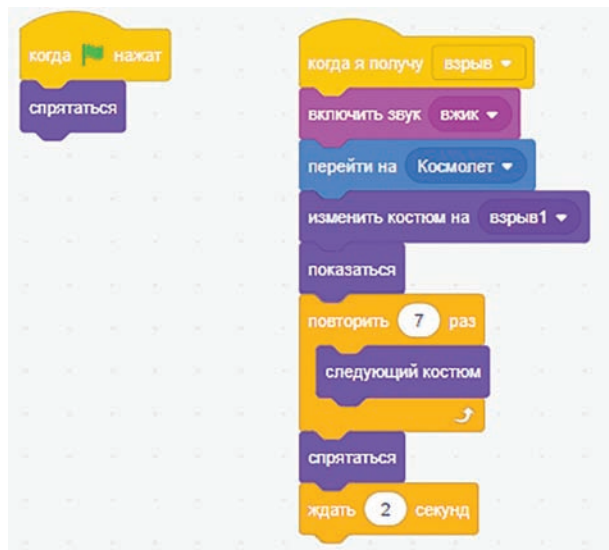 когда нажат
спрятаться
когда я получу взрыв
включить звук вжик
перейти на Космолет
изменить костюм на взрыв1
показаться
повторить 7 раз
следующий костюм
спрятаться
ждать 2 секунд